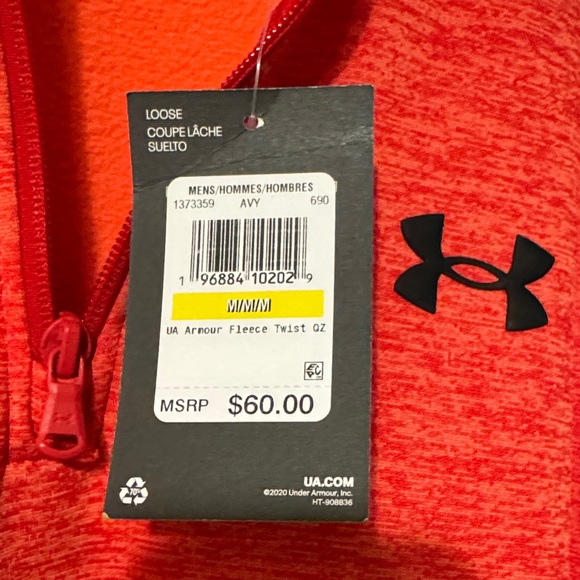 LOOSE
COUPE LÂCHE
SUELTO
MENS/HOMMES/HOMBRES
1373359 AVY 690
1 96884 10202 9
M/M/M
UA Armour Fleece Twist QZ
MSRP $60.00
70%
UA.COM
©2020 Under Armour, Inc.
HT-908836